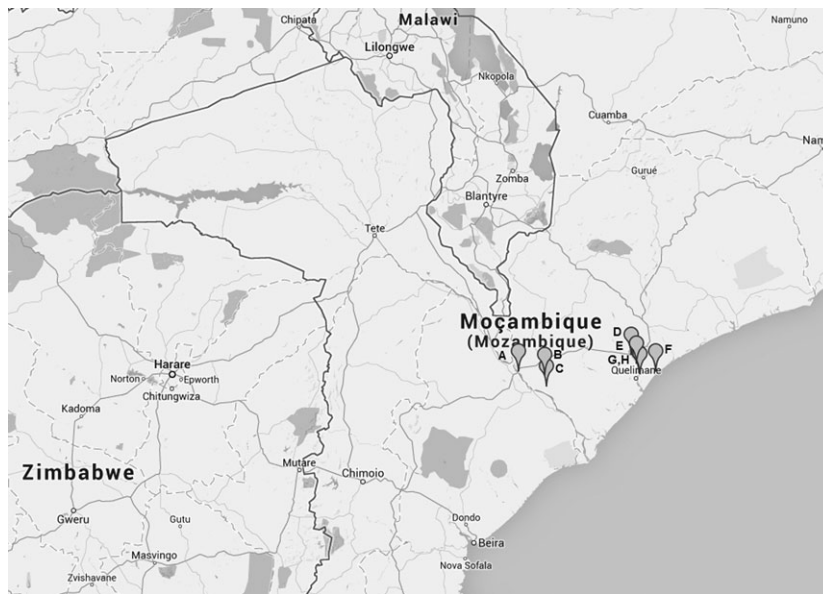 Chipata
Malawi
Namuno
Lilongwe
Nkopola
Cuamba
Nam
Zomba
Gurué
Blantyre
Tete
Moçambique
(Mozambique)
D
E
F
A
B
G,H
C
Quelimane
Harare
Norton
Epworth
Chitungwiza
Kadoma
Zimbabwe
Mutare
Chimoio
Gweru
Gutu
Dondo
Beira
Masvingo
Nova Sofala
Zvishavane